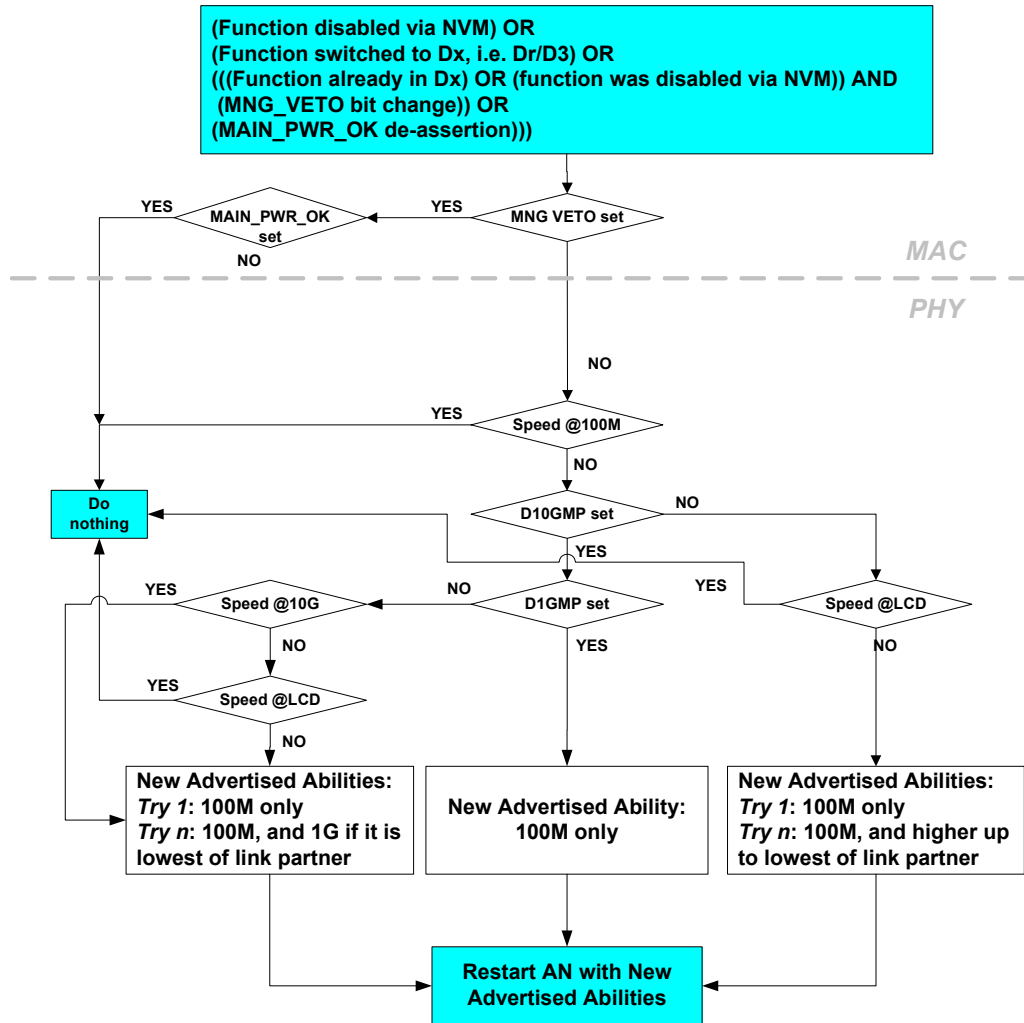 (Function disabled via NVM) OR
(Function switched to Dx, i.e. Dr/D3) OR
(((Function already in Dx) OR (function was disabled via NVM)) AND
(MNG_VETO bit change)) OR
(MAIN_PWR_OK de-assertion)))
YES
MAIN_PWR_OK
set
NO
YES
MNG VETO set
MAC
PHY
NO
YES
Speed @100M
NO
Do
nothing
D10GMP set
NO
YES
YES
Speed @10G
NO
D1GMP set
YES
Speed @LCD
NO
YES
NO
YES
Speed @LCD
NO
New Advertised Abilities:
Try 1: 100M only
Try n: 100M, and 1G if it is
lowest of link partner
New Advertised Ability:
100M only
New Advertised Abilities:
Try 1: 100M only
Try n: 100M, and higher up
to lowest of link partner
Restart AN with New
Advertised Abilities